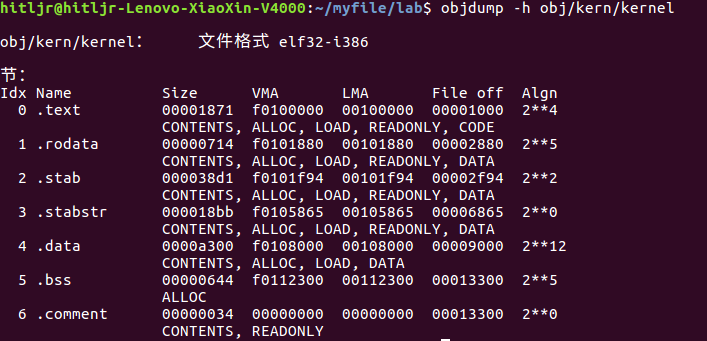 hitljr@hitljr-Lenovo-XiaoXin-V4000:~/myfile/lab$ objdump -h obj/kern/kernel
obj/kern/kernel：     文件格式 elf32-i386
节：
Idx Name          Size      VMA       LMA       File off  Algn
  0 .text         00001871  f0100000  00100000  00001000  2**4
                  CONTENTS, ALLOC, LOAD, READONLY, CODE
  1 .rodata       00000714  f0101880  00101880  00002880  2**5
                  CONTENTS, ALLOC, LOAD, READONLY, DATA
  2 .stab         000038d1  f0101f94  00101f94  00002f94  2**2
                  CONTENTS, ALLOC, LOAD, READONLY, DATA
  3 .stabstr      000018bb  f0105865  00105865  00006865  2**0
                  CONTENTS, ALLOC, LOAD, READONLY, DATA
  4 .data         0000a300  f0108000  00108000  00009000  2**12
                  CONTENTS, ALLOC, LOAD, DATA
  5 .bss          00000644  f0112300  00112300  00013300  2**5
                  ALLOC
  6 .comment      00000034  00000000  00000000  00013300  2**0
                  CONTENTS, READONLY